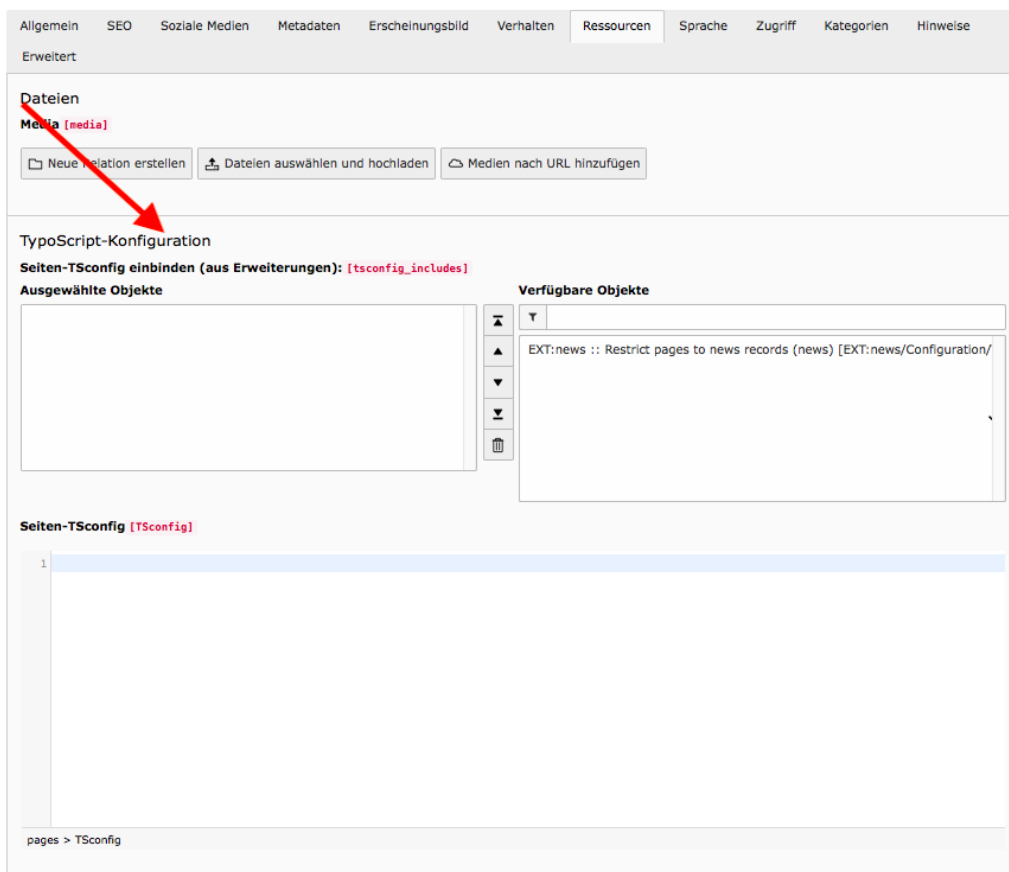 Allgemein SEO Soziale Medien Metadaten Erscheinungsbild Verhalten Ressourcen Sprache Zugriff Kategorien Hinweise
Erweitert
Dateien
Media [media]
Neue Relation erstellen Dateien auswählen und hochladen Medien nach URL hinzufügen
TypoScript-Konfiguration
Seiten-TSconfig einbinden (aus Erweiterungen): [tsconfig_includes]
Ausgewählte Objekte Verfügbare Objekte
EXT:news :: Restrict pages to news records (news) [EXT:news/Configuration/
Seiten-TSconfig [TSconfig]
1
pages > TSconfig